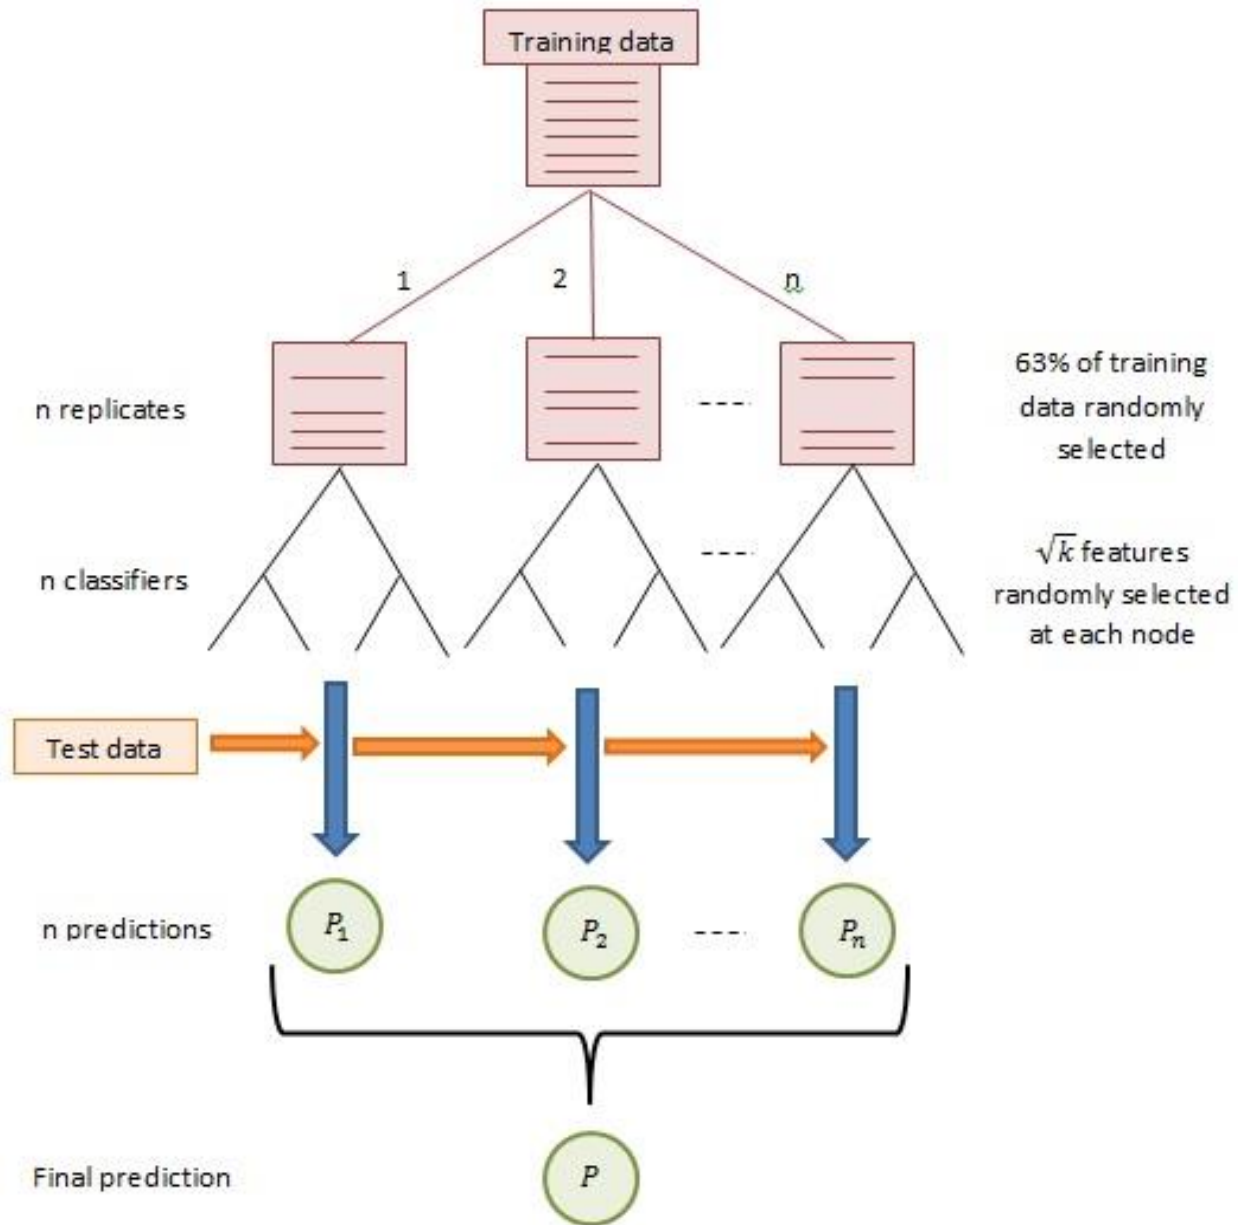 Training data
1
2
n
n replicates
63% of training
data randomly
selected
----
n classifiers
√k features
randomly selected
at each node
----
Test data
n predictions
P₁
P₂
----
Pₙ
Final prediction
P